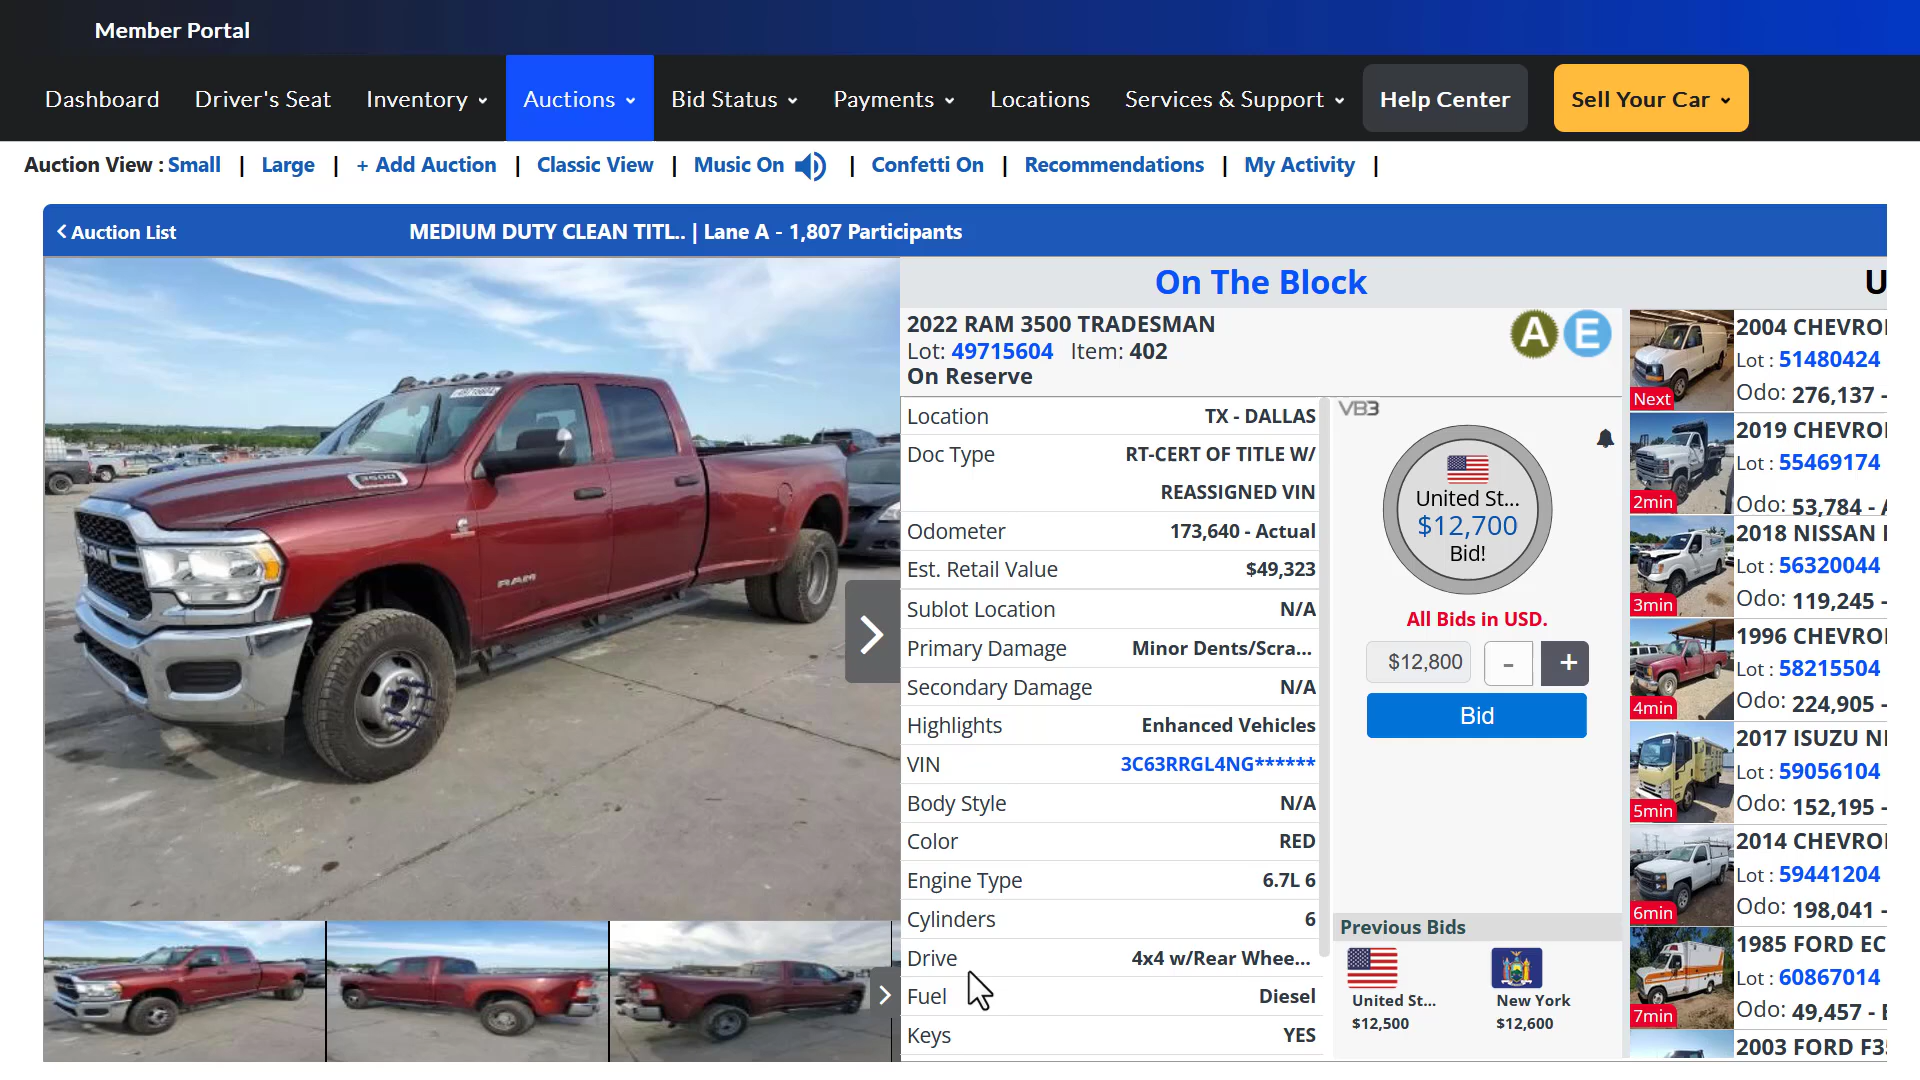 Member Portal
Dashboard Driver's Seat Inventory Auctions Bid Status Payments Locations Services & Support Help Center Sell Your Car
Auction View : Small | Large | + Add Auction | Classic View | Music On | Confetti On | Recommendations | My Activity |
Auction List MEDIUM DUTY CLEAN TITL.. | Lane A - 1,807 Participants
On The Block
2022 RAM 3500 TRADESMAN
Lot: 49715604 Item: 402
On Reserve
A E
Location TX - DALLAS
Doc Type RT-CERT OF TITLE W/
REASSIGNED VIN
Odometer 173,640 - Actual
Est. Retail Value $49,323
Sublot Location N/A
Primary Damage Minor Dents/Scra...
Secondary Damage N/A
Highlights Enhanced Vehicles
VIN 3C63RRGL4NG******
Body Style N/A
Color RED
Engine Type 6.7L 6
Cylinders 6
Drive 4x4 w/Rear Whee...
Fuel Diesel
Keys YES
VB3
United St...
$12,700
Bid!
All Bids in USD.
$12,800 - +
Bid
Previous Bids
United St...
$12,500
New York
$12,600
U
2004 CHEVROL
Lot : 51480424
Odo: 276,137 -
Next
2019 CHEVROL
Lot : 55469174
Odo: 53,784 - A
2min
2018 NISSAN
Lot : 56320044
Odo: 119,245 -
3min
1996 CHEVROL
Lot : 58215504
Odo: 224,905 -
4min
2017 ISUZU
Lot : 59056104
Odo: 152,195 -
5min
2014 CHEVROL
Lot : 59441204
Odo: 198,041 -
6min
1985 FORD EC
Lot : 60867014
Odo: 49,457 - E
7min
2003 FORD F35
3500
RAM
RAM